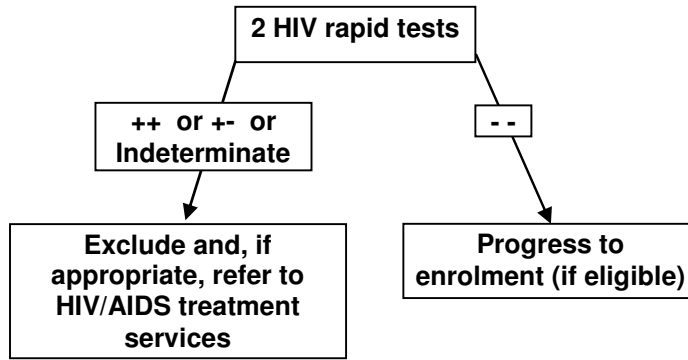 2 HIV rapid tests
++ or +- or
Indeterminate
- -
Exclude and, if
appropriate, refer to
HIV/AIDS treatment
services
Progress to
enrolment (if eligible)